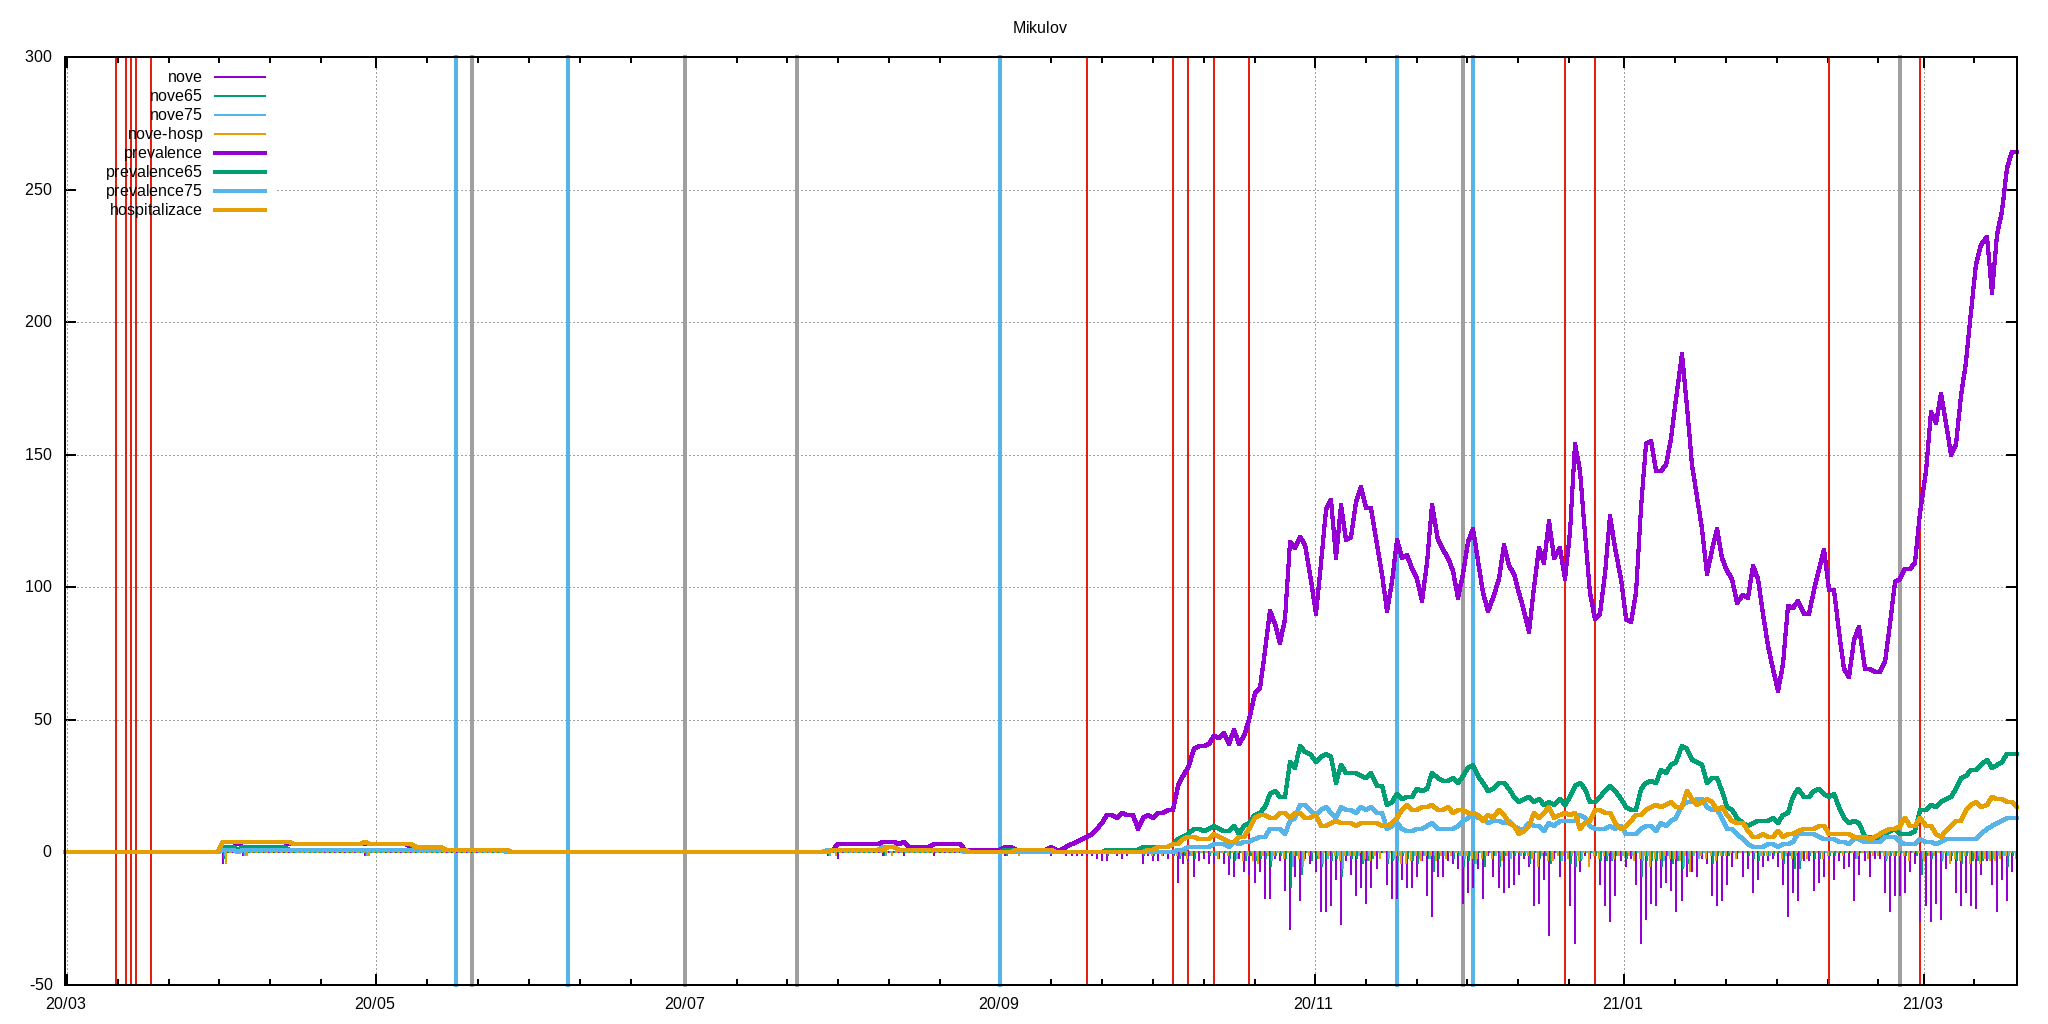 Mikulov
300
250
200
150
100
50
0
-50
nove
nove65
nove75
nove-hosp
prevalence
prevalence65
prevalence75
hospitalizace
20/03
20/05
20/07
20/09
20/11
21/01
21/03